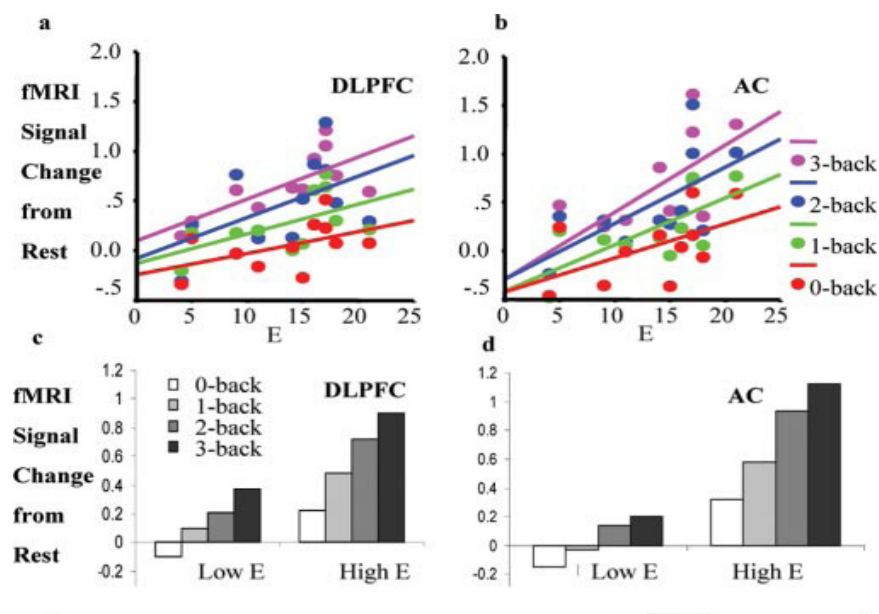 a
b
2.0
1.5
1.0
.5
0.0
-.5
fMRI
Signal
Change
from
Rest
DLPFC
0 5 10 15 20 25
E
2.0
1.5
1.0
.5
0.0
-.5
AC
0 5 10 15 20 25
E
3-back
2-back
1-back
0-back
c
d
fMRI
Signal
Change
from
Rest
1.2
1
0.8
0.6
0.4
0.2
0
-0.2
0-back
1-back
2-back
3-back
DLPFC
Low E High E
1.2
1
0.8
0.6
0.4
0.2
0
-0.2
AC
Low E High E